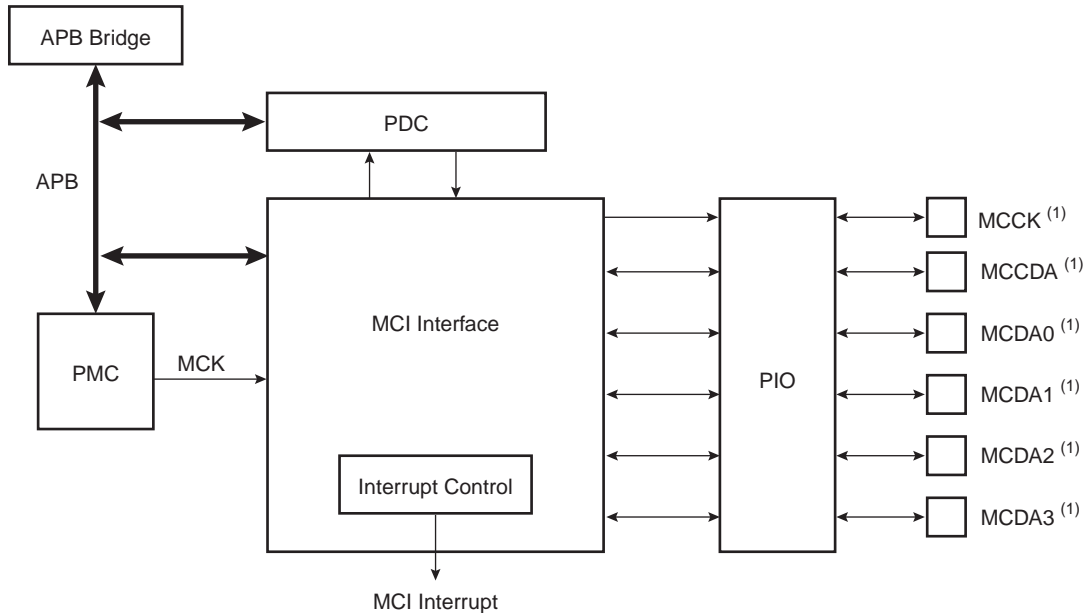 APB Bridge
PDC
APB
MCCK (1)
MCCDA (1)
MCI Interface
MCDA0 (1)
MCK
PMC
PIO
MCDA1 (1)
MCDA2 (1)
Interrupt Control
MCDA3 (1)
MCI Interrupt